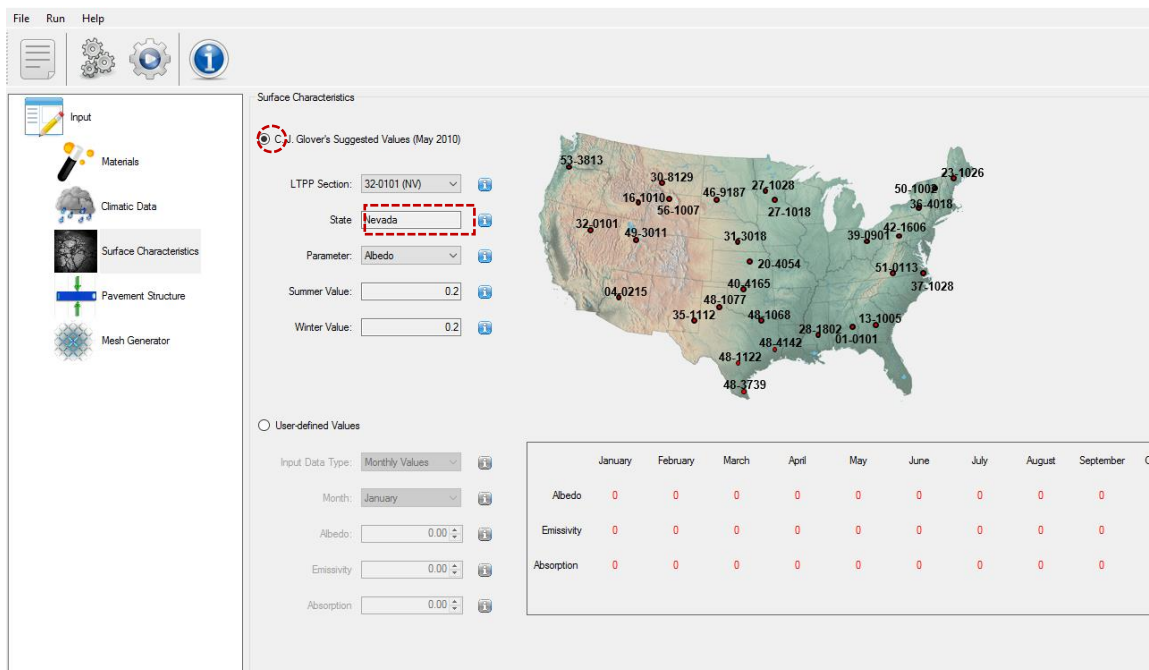 File Run Help
Input
Materials
Climatic Data
Surface Characteristics
Pavement Structure
Mesh Generator
Surface Characteristics
C.J. Glover's Suggested Values (May 2010)
LTPP Section: 32-0101 (NV)
State Nevada
Parameter: Albedo
Summer Value: 0.2
Winter Value: 0.2
53-3813
30-8129
16-1010
56-1007
46-9187
27-1028
27-1018
23-1026
50-1002
36-4018
32-0101
49-3011
31-3018
39-0901
42-1606
20-4054
51-0113
37-1028
04-0215
40-4165
48-1077
35-1112
48-1068
28-1802
13-1005
01-0101
48-4142
48-1122
48-3739
User-defined Values
Input Data Type: Monthly Values
Month: January
Albedo: 0.00
Emissivity 0.00
Absorption 0.00
January February March April May June July August September
Albedo 0 0 0 0 0 0 0 0 0
Emissivity 0 0 0 0 0 0 0 0 0
Absorption 0 0 0 0 0 0 0 0 0